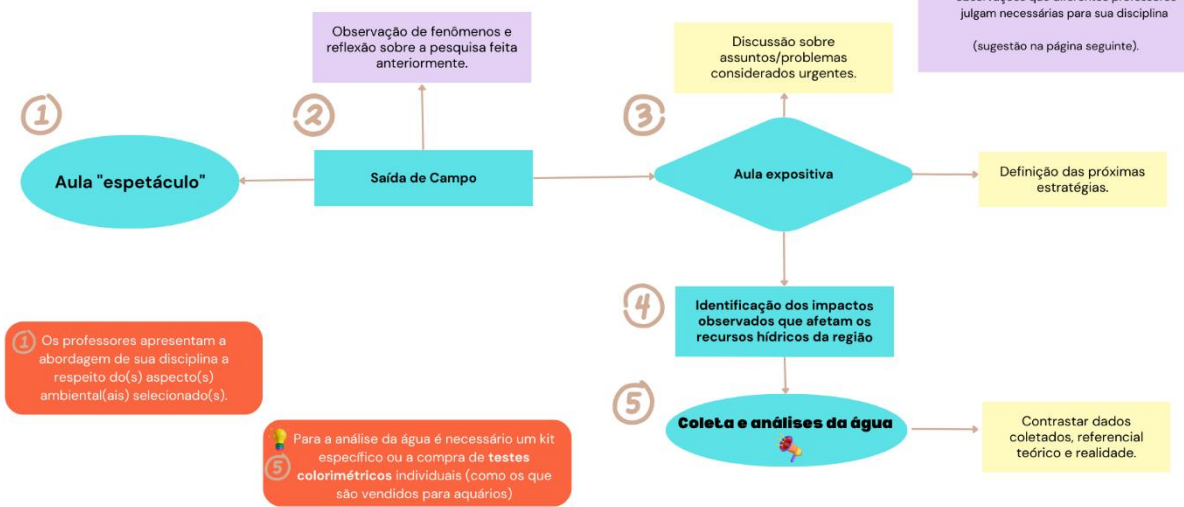 observações que diferentes professores
julgam necessárias para sua disciplina
(sugestão na página seguinte).
Observação de fenômenos e
reflexão sobre a pesquisa feita
anteriormente.
Discussão sobre
assuntos/problemas
considerados urgentes.
1
2
3
Aula "espetáculo"
Saída de Campo
Aula expositiva
Definição das próximas
estratégias.
4
Identificação dos impactos
observados que afetam os
recursos hídricos da região
1
Os professores apresentam a
abordagem de sua disciplina a
respeito do(s) aspecto(s)
ambiental(ais) selecionado(s).
5
Coleta e análises da água
Contrastar dados
coletados, referencial
teórico e realidade.
Para a análise da água é necessário um kit
5
específico ou a compra de testes
colorimétricos individuais (como os que
são vendidos para aquários)